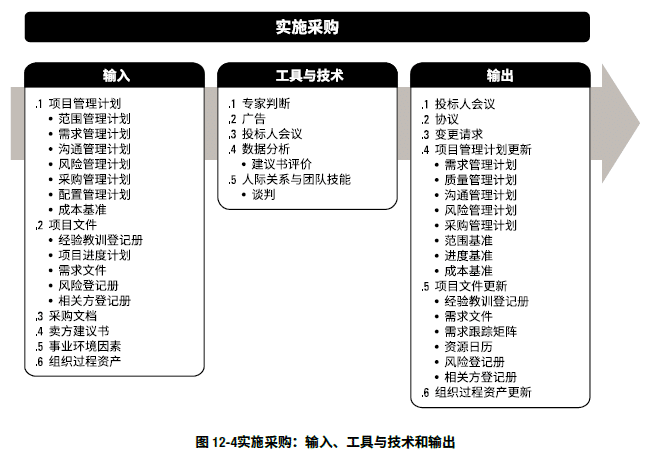 实施采购
输入
.1 项目管理计划
• 范围管理计划
• 需求管理计划
• 沟通管理计划
• 风险管理计划
• 采购管理计划
• 配置管理计划
• 成本基准
.2 项目文件
• 经验教训登记册
• 项目进度计划
• 需求文件
• 风险登记册
• 相关方登记册
.3 采购文档
.4 卖方建议书
.5 事业环境因素
.6 组织过程资产
工具与技术
.1 专家判断
.2 广告
.3 投标人会议
.4 数据分析
• 建议书评价
.5 人际关系与团队技能
• 谈判
输出
.1 投标人会议
.2 协议
.3 变更请求
.4 项目管理计划更新
• 需求管理计划
• 质量管理计划
• 沟通管理计划
• 风险管理计划
• 采购管理计划
• 范围基准
• 进度基准
• 成本基准
.5 项目文件更新
• 经验教训登记册
• 需求文件
• 需求跟踪矩阵
• 资源日历
• 风险登记册
• 相关方登记册
.6 组织过程资产更新
图 12-4实施采购：输入、工具与技术和输出